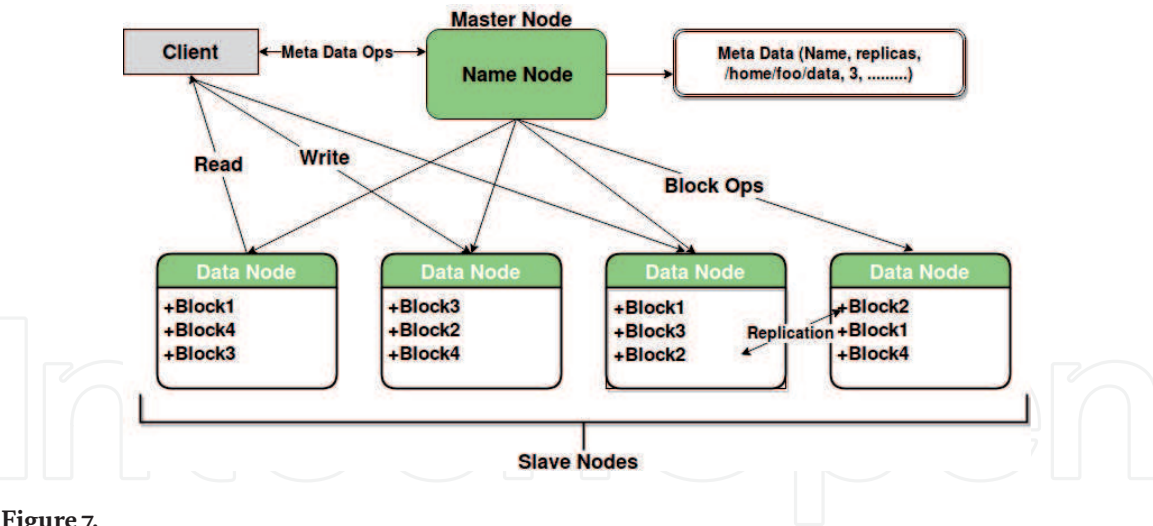 Master Node
Client
Meta Data Ops
Name Node
Meta Data (Name, replicas,
/home/foo/data, 3, .........)
Read
Write
Block Ops
Data Node
+Block1
+Block4
+Block3
Data Node
+Block3
+Block2
+Block4
Data Node
+Block1
+Block3
+Block2
Replication
Data Node
+Block2
+Block1
+Block4
Slave Nodes
Figure 7.